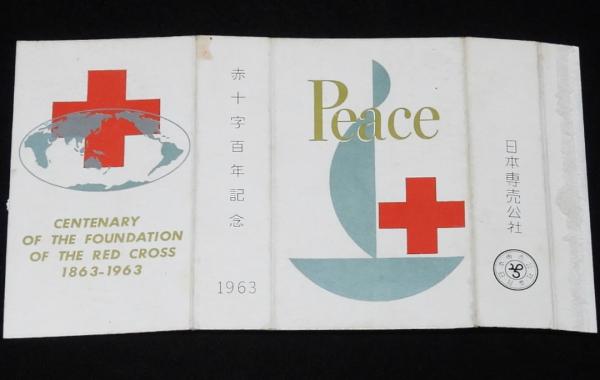 CENTENARY
OF THE FOUNDATION
OF THE RED CROSS
1863-1963
赤十字百年記念
1963
Peace
日本専売公社